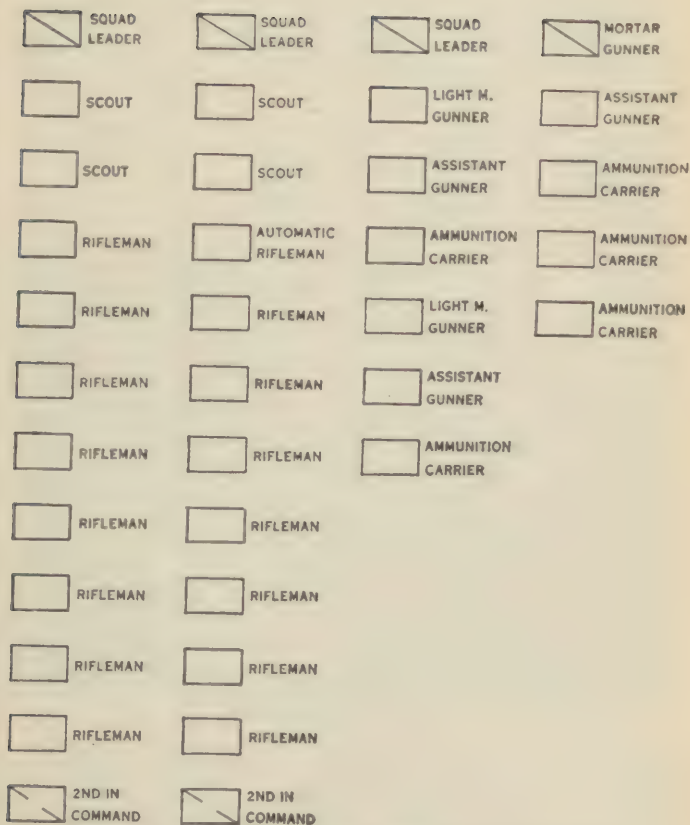 SQUAD
LEADER
SQUAD
LEADER
SQUAD
LEADER
MORTAR
GUNNER
SCOUT
SCOUT
LIGHT M.
GUNNER
ASSISTANT
GUNNER
SCOUT
SCOUT
ASSISTANT
GUNNER
AMMUNITION
CARRIER
RIFLEMAN
AUTOMATIC
RIFLEMAN
AMMUNITION
CARRIER
AMMUNITION
CARRIER
RIFLEMAN
RIFLEMAN
LIGHT M.
GUNNER
AMMUNITION
CARRIER
RIFLEMAN
RIFLEMAN
ASSISTANT
GUNNER
RIFLEMAN
RIFLEMAN
AMMUNITION
CARRIER
RIFLEMAN
RIFLEMAN
RIFLEMAN
RIFLEMAN
RIFLEMAN
RIFLEMAN
RIFLEMAN
RIFLEMAN
2ND IN
COMMAND
2ND IN
COMMAND